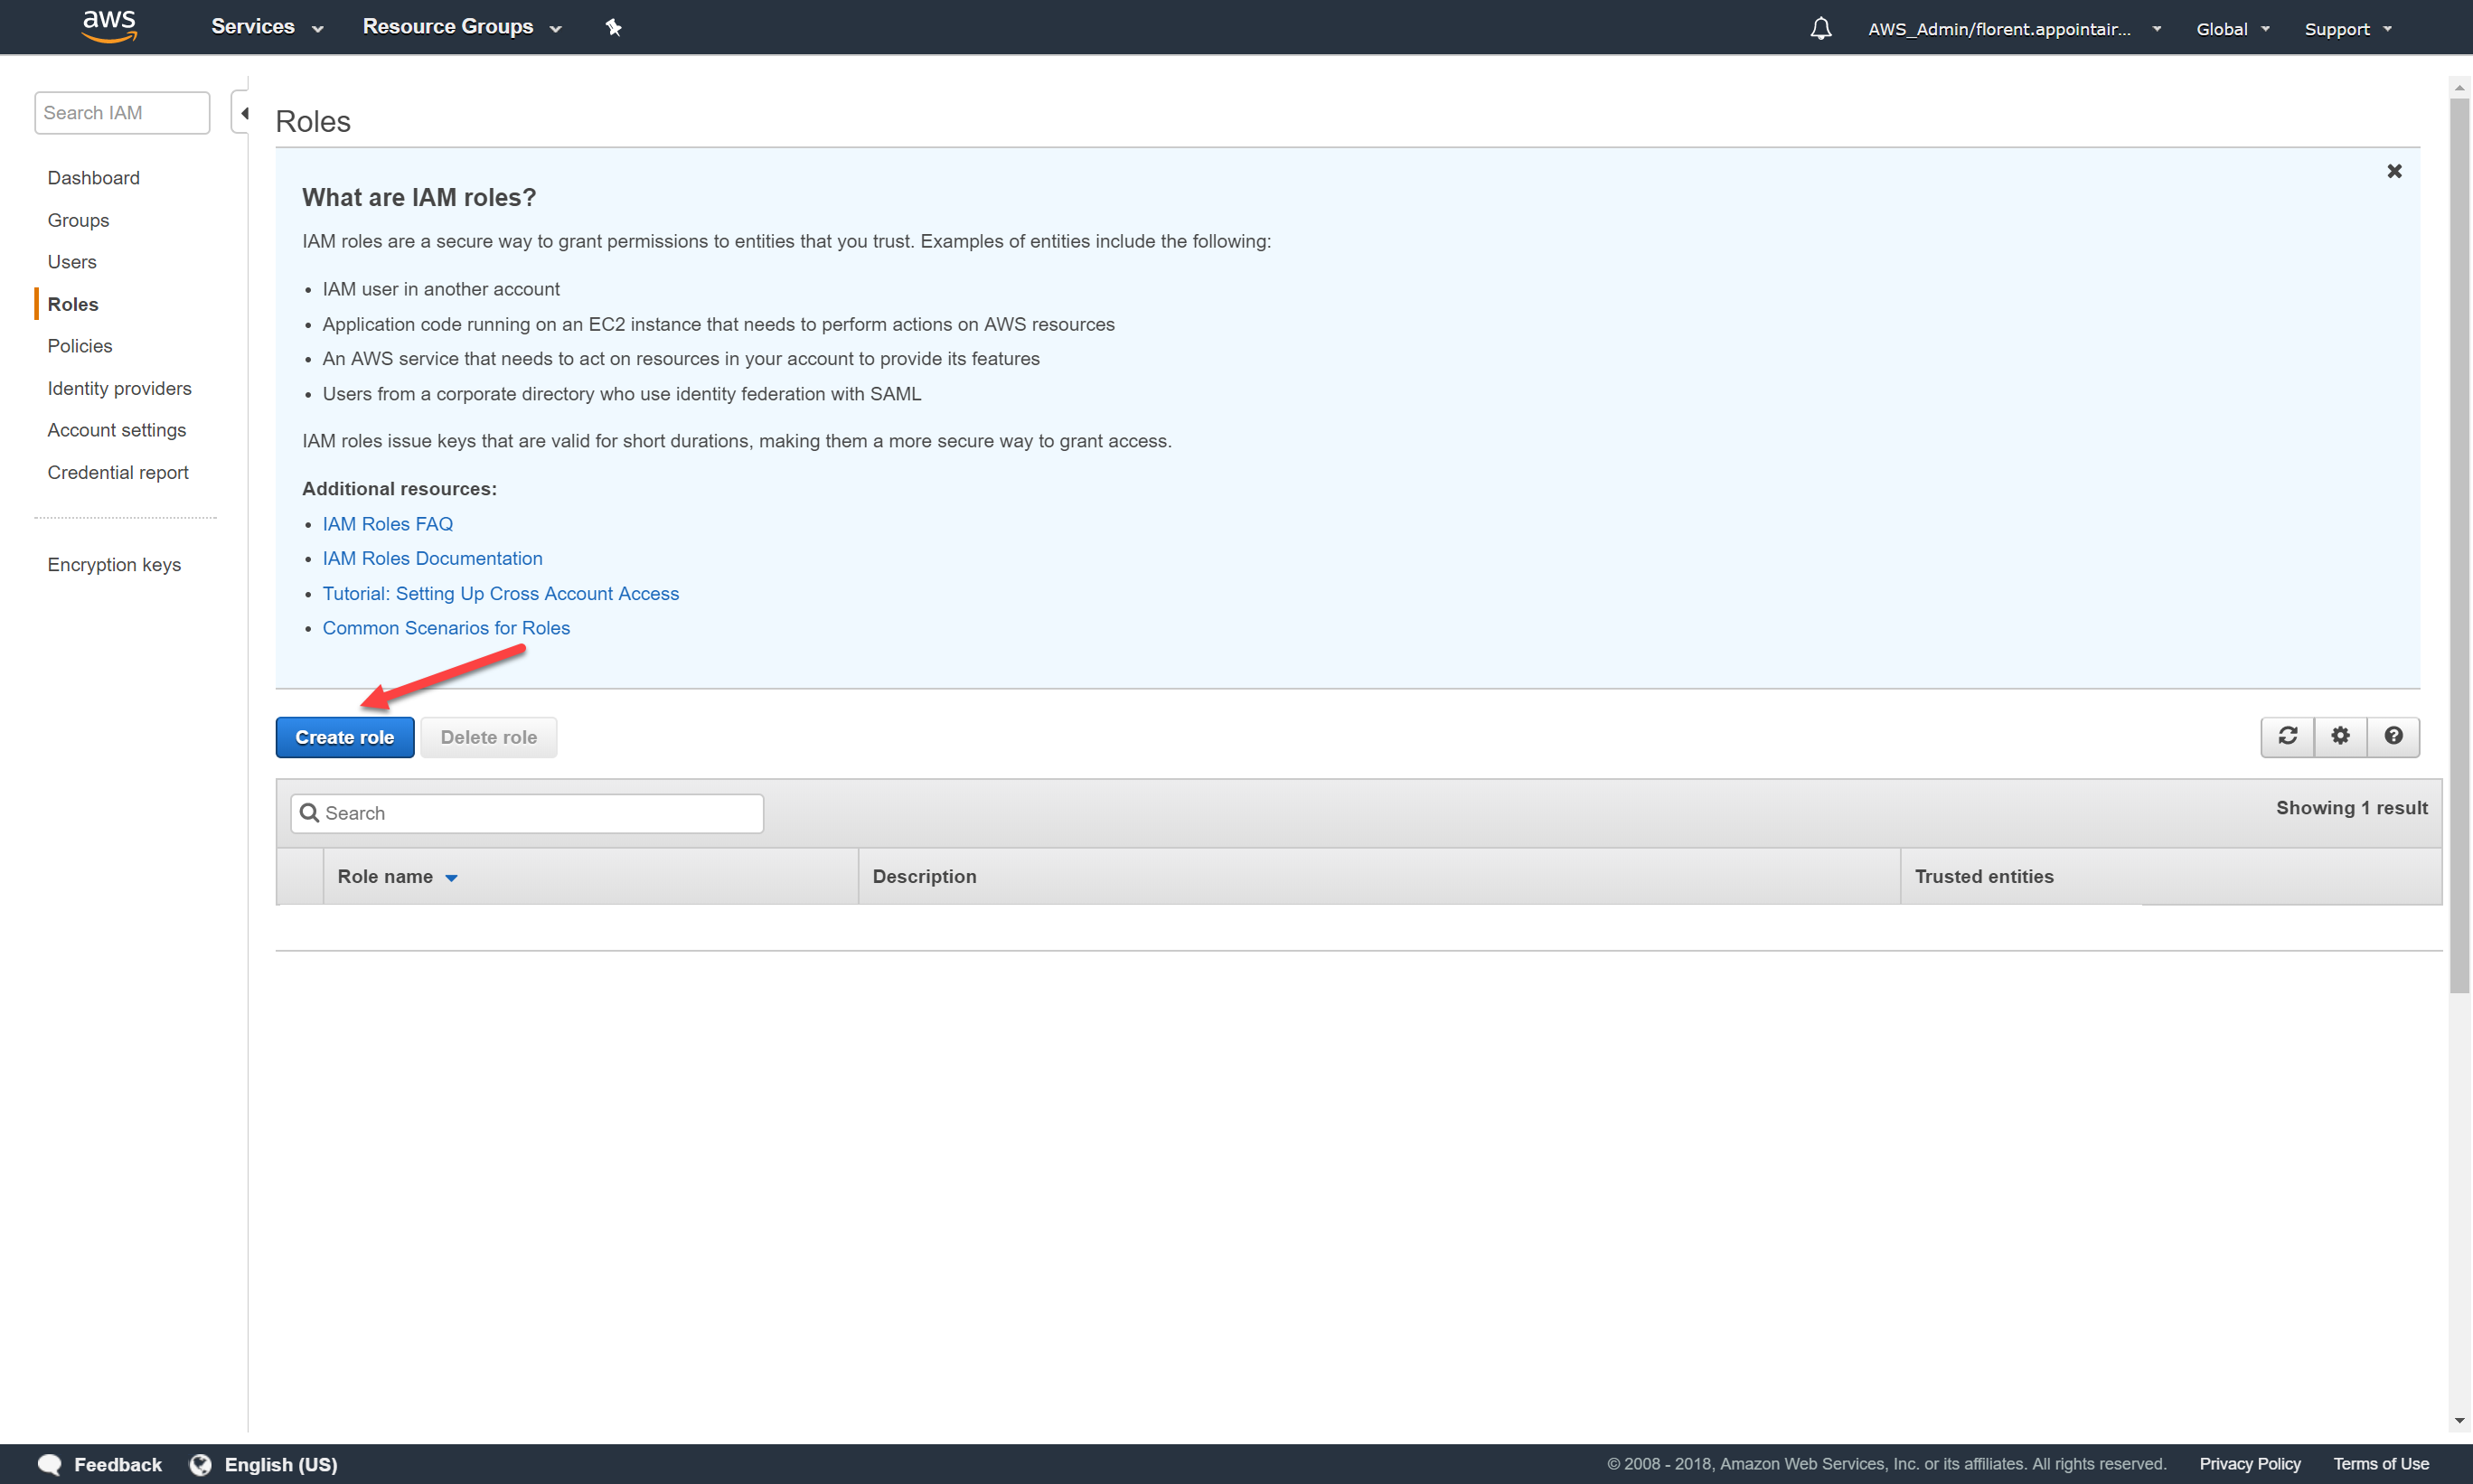 aws Services Resource Groups AWS_Admin/florent.appointair... Global Support
Search IAM
Dashboard
Groups
Users
Roles
Policies
Identity providers
Account settings
Credential report
Encryption keys
Roles
What are IAM roles?
IAM roles are a secure way to grant permissions to entities that you trust. Examples of entities include the following:
• IAM user in another account
• Application code running on an EC2 instance that needs to perform actions on AWS resources
• An AWS service that needs to act on resources in your account to provide its features
• Users from a corporate directory who use identity federation with SAML
IAM roles issue keys that are valid for short durations, making them a more secure way to grant access.
Additional resources:
• IAM Roles FAQ
• IAM Roles Documentation
• Tutorial: Setting Up Cross Account Access
• Common Scenarios for Roles
Create role Delete role
Search Showing 1 result
Role name Description Trusted entities
Feedback English (US) © 2008 - 2018, Amazon Web Services, Inc. or its affiliates. All rights reserved. Privacy Policy Terms of Use